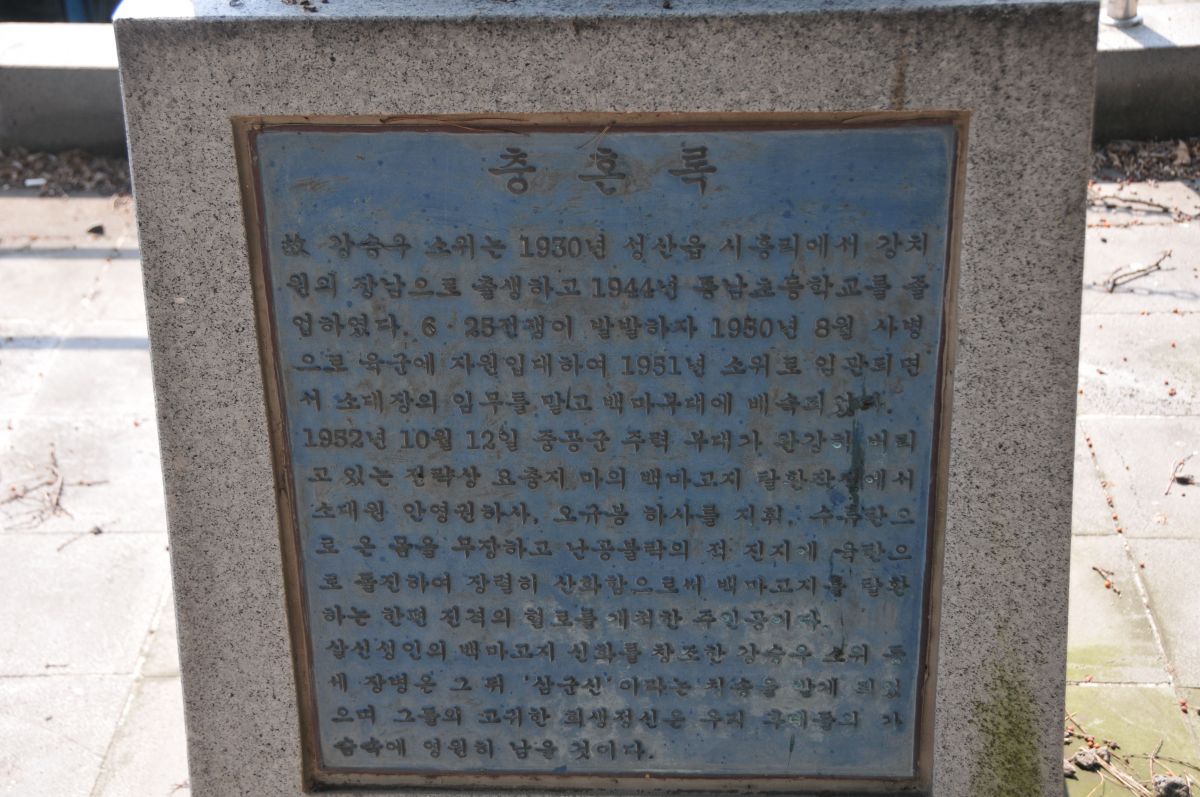 충 혼 록
故 강승우 소위는 1930년 성산읍 시흥리에서 강치
원의 장남으로 출생하고 1944년 동남초등학교를 졸
업하였다. 6·25전쟁이 발발하자 1950년 8월 사병
으로 육군에 자원입대하여 1951년 소위로 임관되면
서 소대장의 임무를 맡고 백마부대에 배속되었다.
1952년 10월 12일 중공군 주력 부대가 완강히 버티
고 있는 전략상 요충지 마의 백마고지 탈환작전에서
소대원 안영권하사, 오규봉 하사를 지휘, 수류탄으
로 온 몸을 무장하고 난공불락의 적 진지에 육탄으
로 돌진하여 장렬히 산화함으로써 백마고지를 탈환
하는 한편 진격의 혈로를 개척한 주인공이다.
살신성인의 백마고지 신화를 창조한 강승우 소위 등
세 장병은 그 뒤 '삼군신'이라는 칭송을 받게 되었
으며 그들의 고귀한 희생정신은 우리 후대들의 가
슴속에 영원히 남을 것이다.